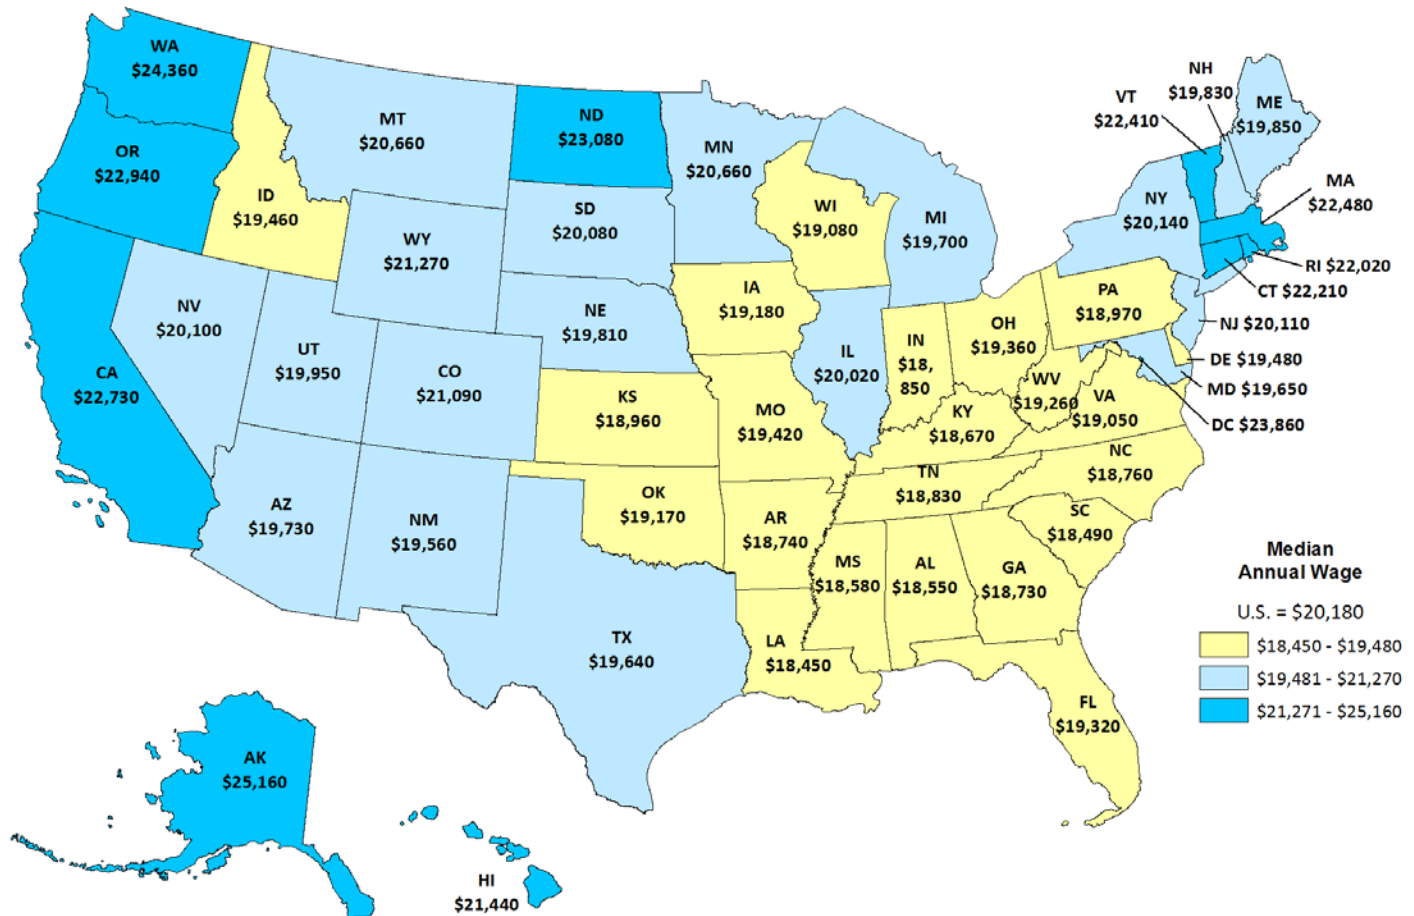 WA
$24,360
OR
$22,940
CA
$22,730
ID
$19,460
NV
$20,100
MT
$20,660
WY
$21,270
UT
$19,950
CO
$21,090
AZ
$19,730
NM
$19,560
ND
$23,080
SD
$20,080
NE
$19,810
KS
$18,960
OK
$19,170
TX
$19,640
MN
$20,660
IA
$19,180
MO
$19,420
AR
$18,740
LA
$18,450
WI
$19,080
IL
$20,020
MI
$19,700
IN
$18,
850
OH
$19,360
KY
$18,670
TN
$18,830
MS
$18,580
AL
$18,550
GA
$18,730
FL
$19,320
SC
$18,490
NC
$18,760
VA
$19,050
WV
$19,260
PA
$18,970
NY
$20,140
VT
$22,410
NH
$19,830
ME
$19,850
MA
$22,480
RI $22,020
CT $22,210
NJ $20,110
DE $19,480
MD $19,650
DC $23,860
AK
$25,160
HI
$21,440
Median
Annual Wage
U.S. = $20,180
$18,450 - $19,480
$19,481 - $21,270
$21,271 - $25,160